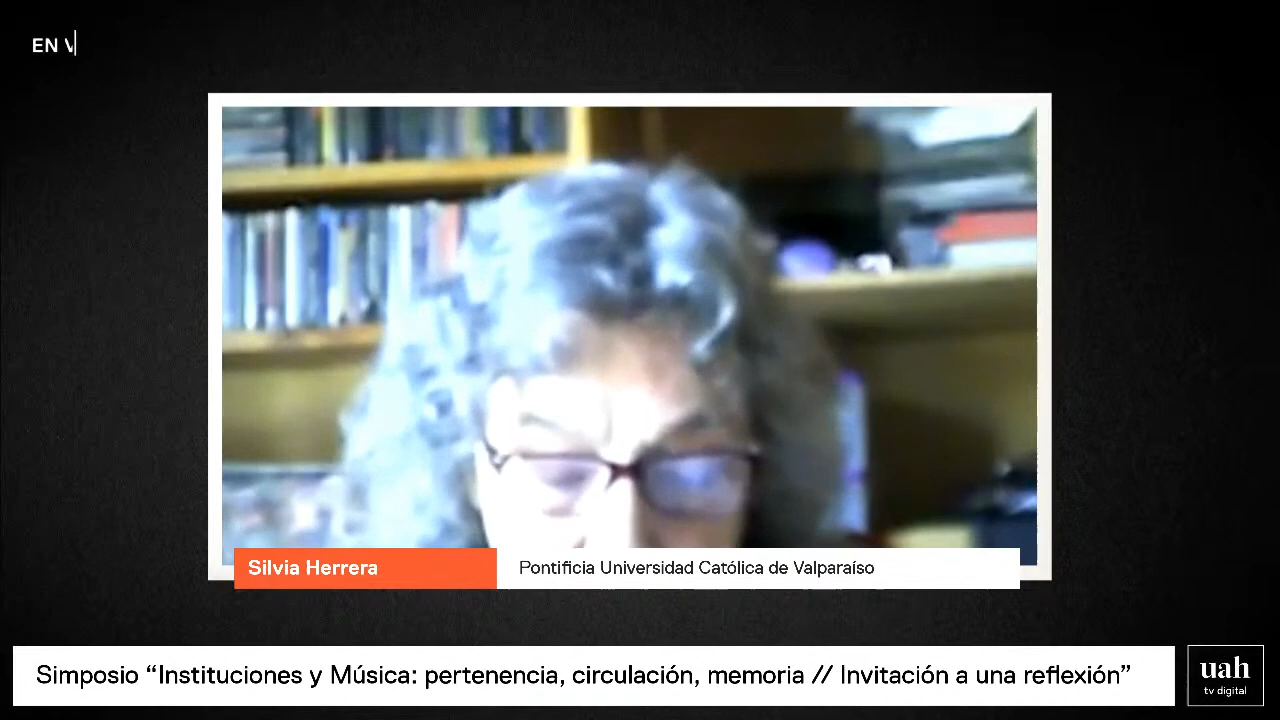 EN V
Silvia Herrera
Pontificia Universidad Católica de Valparaíso
Simposio “Instituciones y Música: pertenencia, circulación, memoria // Invitación a una reflexión”
uah
tv digital